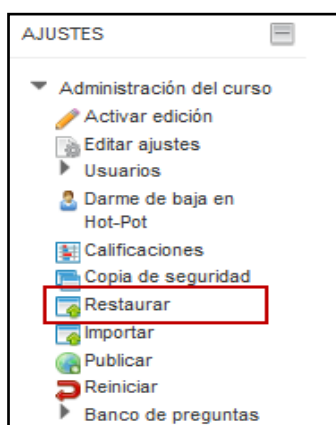 AJUSTES
Administración del curso
Activar edición
Editar ajustes
Usuarios
Darme de baja en
Hot-Pot
Calificaciones
Copia de seguridad
Restaurar
Importar
Publicar
Reiniciar
Banco de preguntas